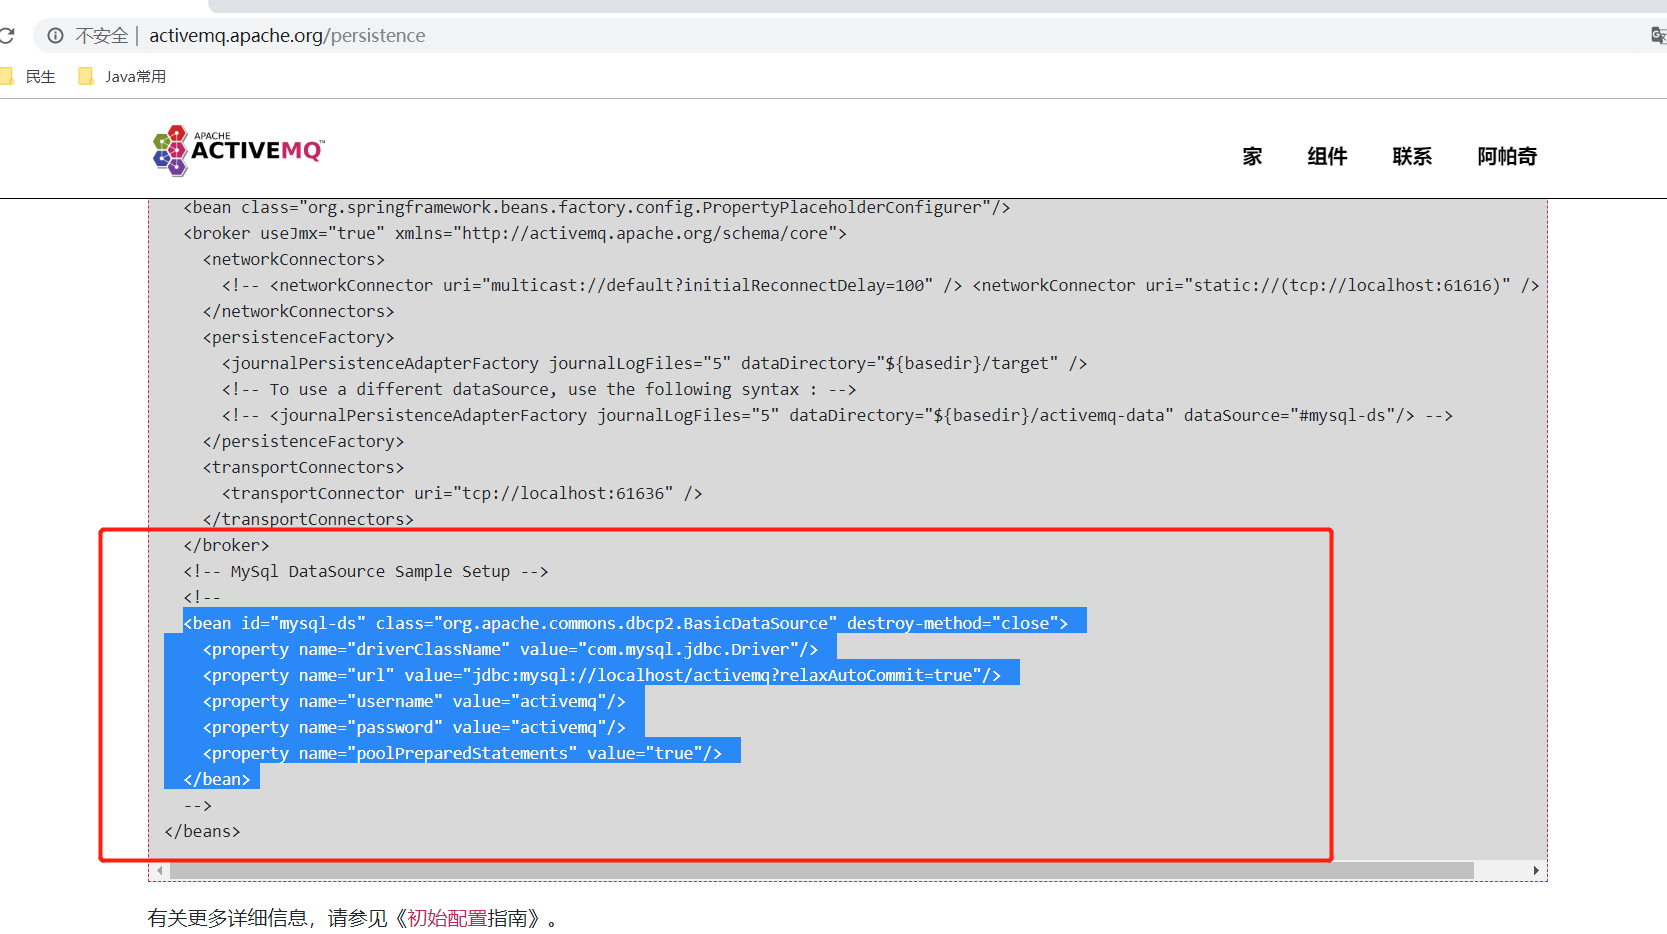 不安全 | activemq.apache.org/persistence
民生 Java常用
APACHE
ACTIVEMQ™
家 组件 联系 阿帕奇
<bean class="org.springframework.beans.factory.config.PropertyPlaceholderConfigurer"/>
<broker useJmx="true" xmlns="http://activemq.apache.org/schema/core">
<networkConnectors>
<!-- <networkConnector uri="multicast://default?initialReconnectDelay=100" /> <networkConnector uri="static://(tcp://localhost:61616)" />
</networkConnectors>
<persistenceFactory>
<journalPersistenceAdapterFactory journalLogFiles="5" dataDirectory="${basedir}/target" />
<!-- To use a different dataSource, use the following syntax : -->
<!-- <journalPersistenceAdapterFactory journalLogFiles="5" dataDirectory="${basedir}/activemq-data" dataSource="#mysql-ds"/> -->
</persistenceFactory>
<transportConnectors>
<transportConnector uri="tcp://localhost:61636" />
</transportConnectors>
</broker>
<!-- MySql DataSource Sample Setup -->
<!--
<bean id="mysql-ds" class="org.apache.commons.dbcp2.BasicDataSource" destroy-method="close">
<property name="driverClassName" value="com.mysql.jdbc.Driver"/>
<property name="url" value="jdbc:mysql://localhost/activemq?relaxAutoCommit=true"/>
<property name="username" value="activemq"/>
<property name="password" value="activemq"/>
<property name="poolPreparedStatements" value="true"/>
</bean>
-->
</beans>
有关更多详细信息，请参见《初始配置指南》。